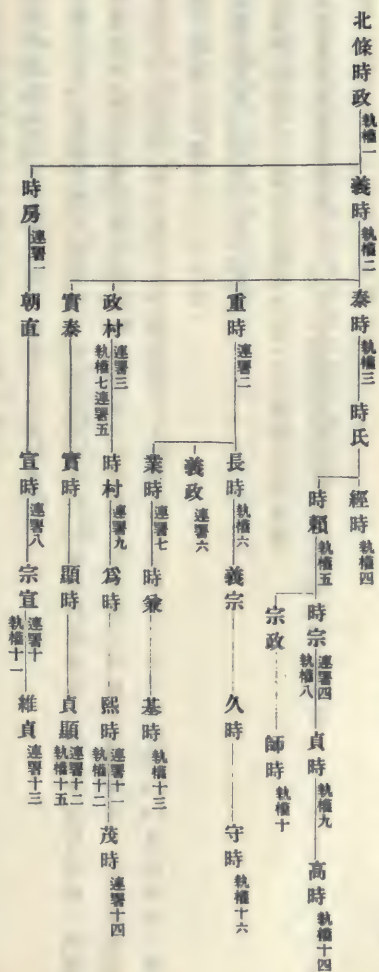 北條時政 執權一
義時 執權二
泰時 執權三
時氏
經時 執權四
時賴 執權五
時宗 連署四 執權八
貞時 執權九
高時 執權十四
宗政
師時 執權十
重時 連署二
長時 執權六
義宗
久時
守時 執權十六
義政 連署六
業時 連署七
時兼
基時 執權十三
政村 連署三 執權七連署五
時村 連署九
爲時
熙時 連署十一 執權十二
茂時 連署十四
實泰
實時
顯時
貞顯 連署十二 執權十五
時房 連署一
朝直
宣時 連署八
宗宣 連署十 執權十一
維貞 連署十三